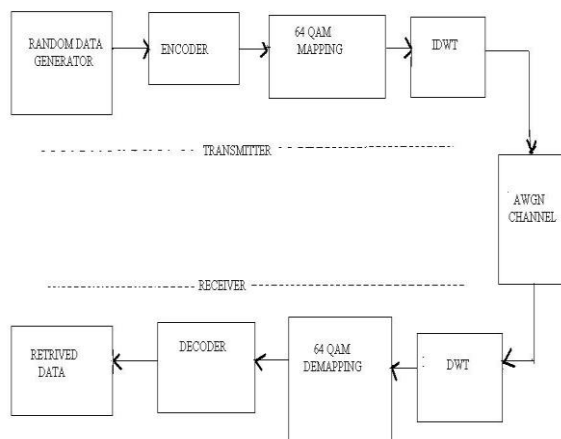 RANDOM DATA
GENERATOR
ENCODER
64 QAM
MAPPING
IDWT
TRANSMITTER
AWGN
CHANNEL
RECEIVER
RETRIVED
DATA
DECODER
64 QAM
DEMAPPING
DWT